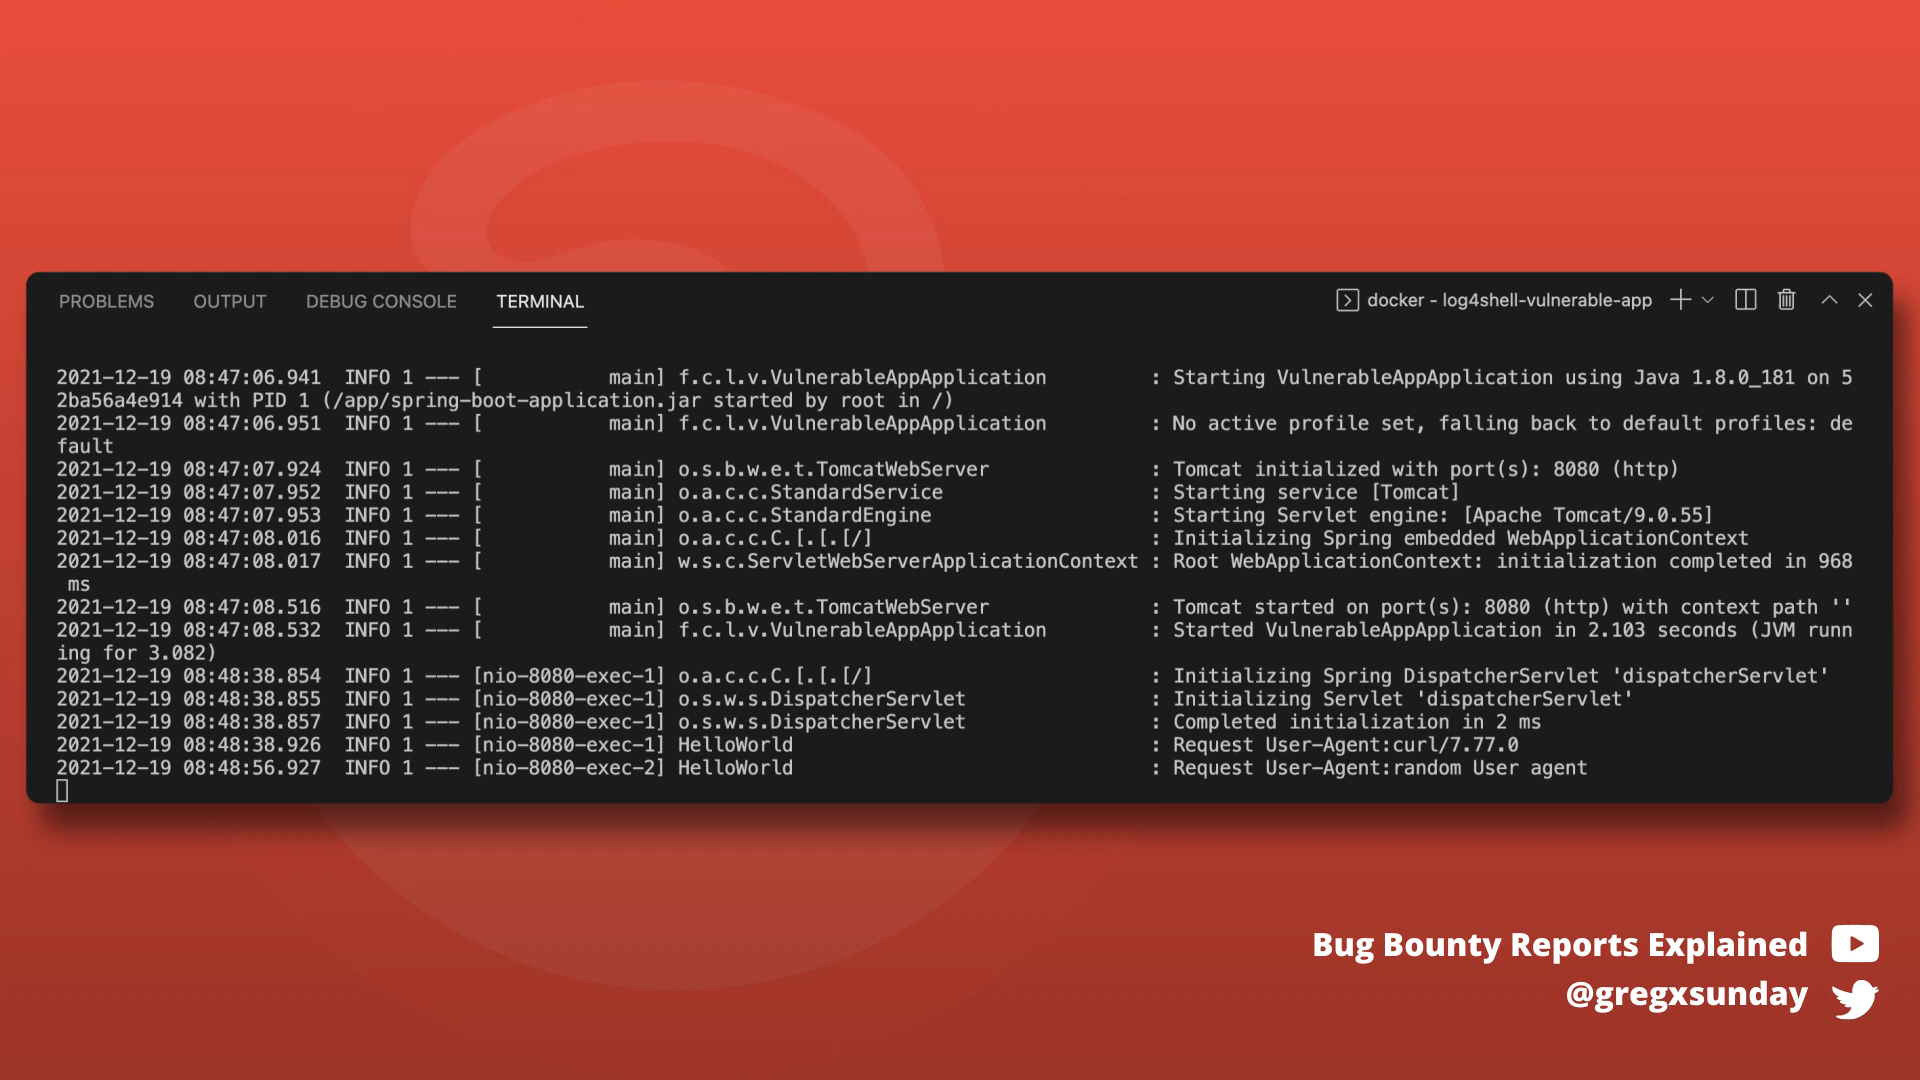 PROBLEMS OUTPUT DEBUG CONSOLE TERMINAL docker - log4shell-vulnerable-app
2021-12-19 08:47:06.941  INFO 1 --- [           main] f.c.l.v.VulnerableAppApplication         : Starting VulnerableAppApplication using Java 1.8.0_181 on 5
2ba56a4e914 with PID 1 (/app/spring-boot-application.jar started by root in /)
2021-12-19 08:47:06.951  INFO 1 --- [           main] f.c.l.v.VulnerableAppApplication         : No active profile set, falling back to default profiles: de
fault
2021-12-19 08:47:07.924  INFO 1 --- [           main] o.s.b.w.e.t.TomcatWebServer              : Tomcat initialized with port(s): 8080 (http)
2021-12-19 08:47:07.952  INFO 1 --- [           main] o.a.c.c.StandardService                  : Starting service [Tomcat]
2021-12-19 08:47:07.953  INFO 1 --- [           main] o.a.c.c.StandardEngine                   : Starting Servlet engine: [Apache Tomcat/9.0.55]
2021-12-19 08:47:08.016  INFO 1 --- [           main] o.a.c.c.C.[.[.[/]                        : Initializing Spring embedded WebApplicationContext
2021-12-19 08:47:08.017  INFO 1 --- [           main] w.s.c.ServletWebServerApplicationContext : Root WebApplicationContext: initialization completed in 968
 ms
2021-12-19 08:47:08.516  INFO 1 --- [           main] o.s.b.w.e.t.TomcatWebServer              : Tomcat started on port(s): 8080 (http) with context path ''
2021-12-19 08:47:08.532  INFO 1 --- [           main] f.c.l.v.VulnerableAppApplication         : Started VulnerableAppApplication in 2.103 seconds (JVM runn
ing for 3.082)
2021-12-19 08:48:38.854  INFO 1 --- [nio-8080-exec-1] o.a.c.c.C.[.[.[/]                        : Initializing Spring DispatcherServlet 'dispatcherServlet'
2021-12-19 08:48:38.855  INFO 1 --- [nio-8080-exec-1] o.s.w.s.DispatcherServlet                : Initializing Servlet 'dispatcherServlet'
2021-12-19 08:48:38.857  INFO 1 --- [nio-8080-exec-1] o.s.w.s.DispatcherServlet                : Completed initialization in 2 ms
2021-12-19 08:48:38.926  INFO 1 --- [nio-8080-exec-1] HelloWorld                               : Request User-Agent:curl/7.77.0
2021-12-19 08:48:56.927  INFO 1 --- [nio-8080-exec-2] HelloWorld                               : Request User-Agent:random User agent
Bug Bounty Reports Explained
@gregxsunday